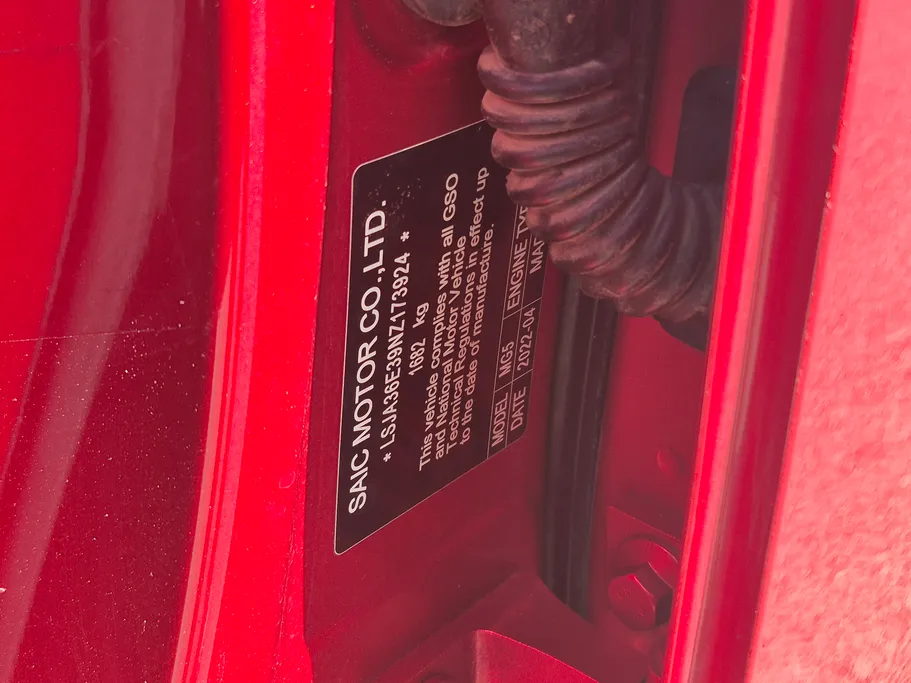 SAIC MOTOR CO.,LTD.
* LSJA36E39NZ173924 *
1682 kg
This vehicle complies with all GSO
and National Motor Vehicle
Technical Regulations in effect up
to the date of manufacture.
MODEL MG5 ENGINE
DATE 2022-04